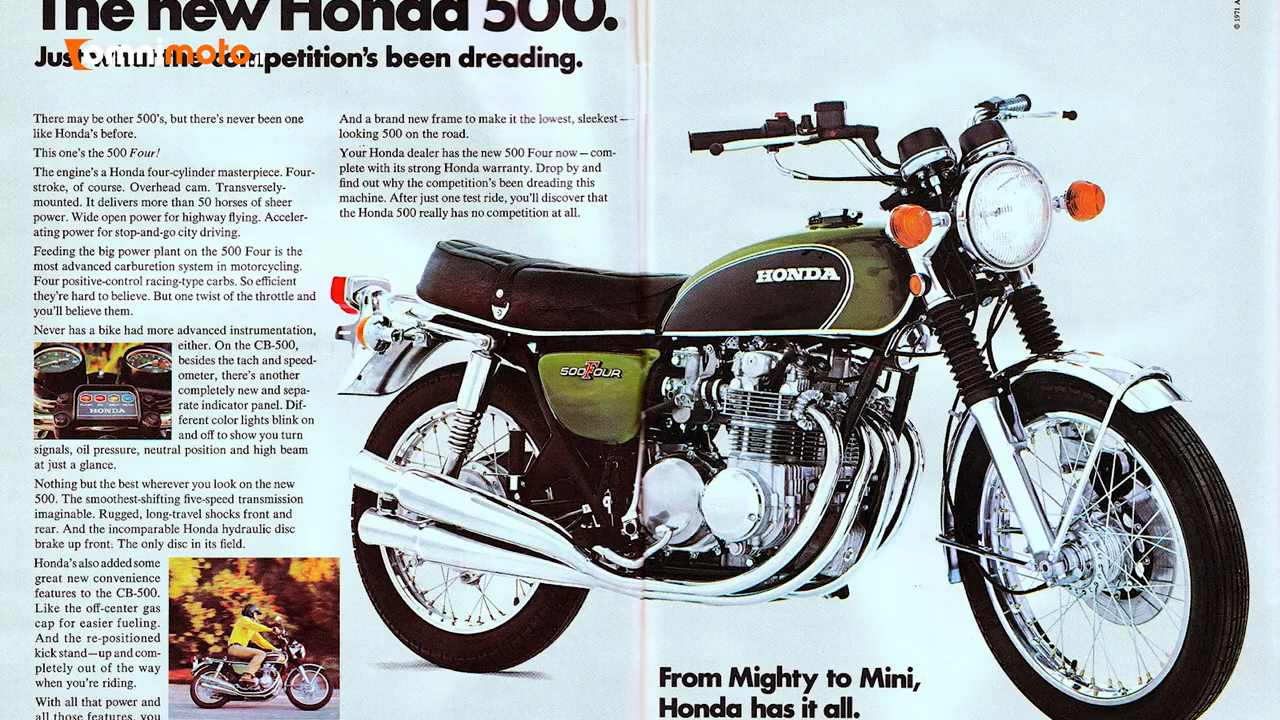 The new Honda 500.
Just what the competition's been dreading.
omnimoto
© 1971 A
There may be other 500's, but there's never been one
like Honda's before.
This one's the 500 Four!
The engine's a Honda four-cylinder masterpiece. Four-
stroke, of course. Overhead cam. Transversely-
mounted. It delivers more than 50 horses of sheer
power. Wide open power for highway flying. Acceler-
ating power for stop-and-go city driving.
Feeding the big power plant on the 500 Four is the
most advanced carburetion system in motorcycling.
Four positive-control racing-type carbs. So efficient
they're hard to believe. But one twist of the throttle and
you'll believe them.
Never has a bike had more advanced instrumentation,
either. On the CB-500,
besides the tach and speed-
ometer, there's another
completely new and sepa-
rate indicator panel. Dif-
ferent color lights blink on
and off to show you turn
signals, oil pressure, neutral position and high beam
at just a glance.
Nothing but the best wherever you look on the new
500. The smoothest-shifting five-speed transmission
imaginable. Rugged, long-travel shocks front and
rear. And the incomparable Honda hydraulic disc
brake up front. The only disc in its field.
Honda's also added some
great new convenience
features to the CB-500.
Like the off-center gas
cap for easier fueling.
And the re-positioned
kick stand—up and com-
pletely out of the way
when you're riding.
With all that power and
all those features, you
And a brand new frame to make it the lowest, sleekest—
looking 500 on the road.
Your Honda dealer has the new 500 Four now—com-
plete with its strong Honda warranty. Drop by and
find out why the competition's been dreading this
machine. After just one test ride, you'll discover that
the Honda 500 really has no competition at all.
HONDA
500 FOUR
HONDA
From Mighty to Mini,
Honda has it all.